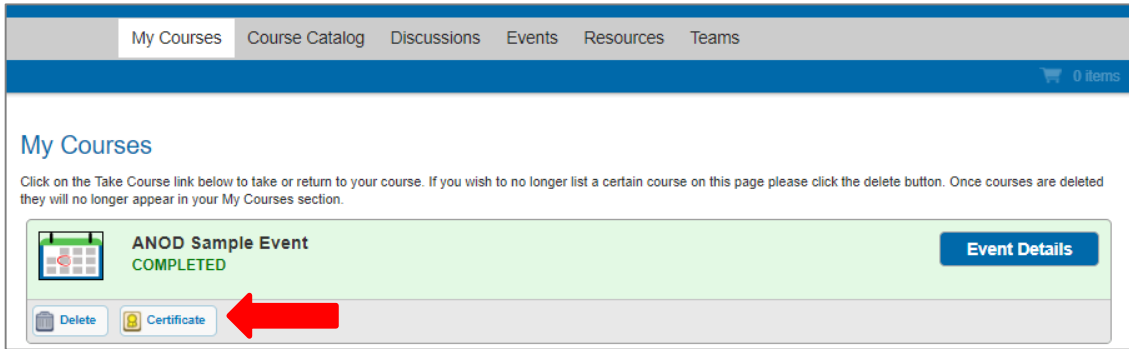 My Courses Course Catalog Discussions Events Resources Teams
0 items
My Courses
Click on the Take Course link below to take or return to your course. If you wish to no longer list a certain course on this page please click the delete button. Once courses are deleted
they will no longer appear in your My Courses section.
ANOD Sample Event
COMPLETED
Event Details
Delete Certificate